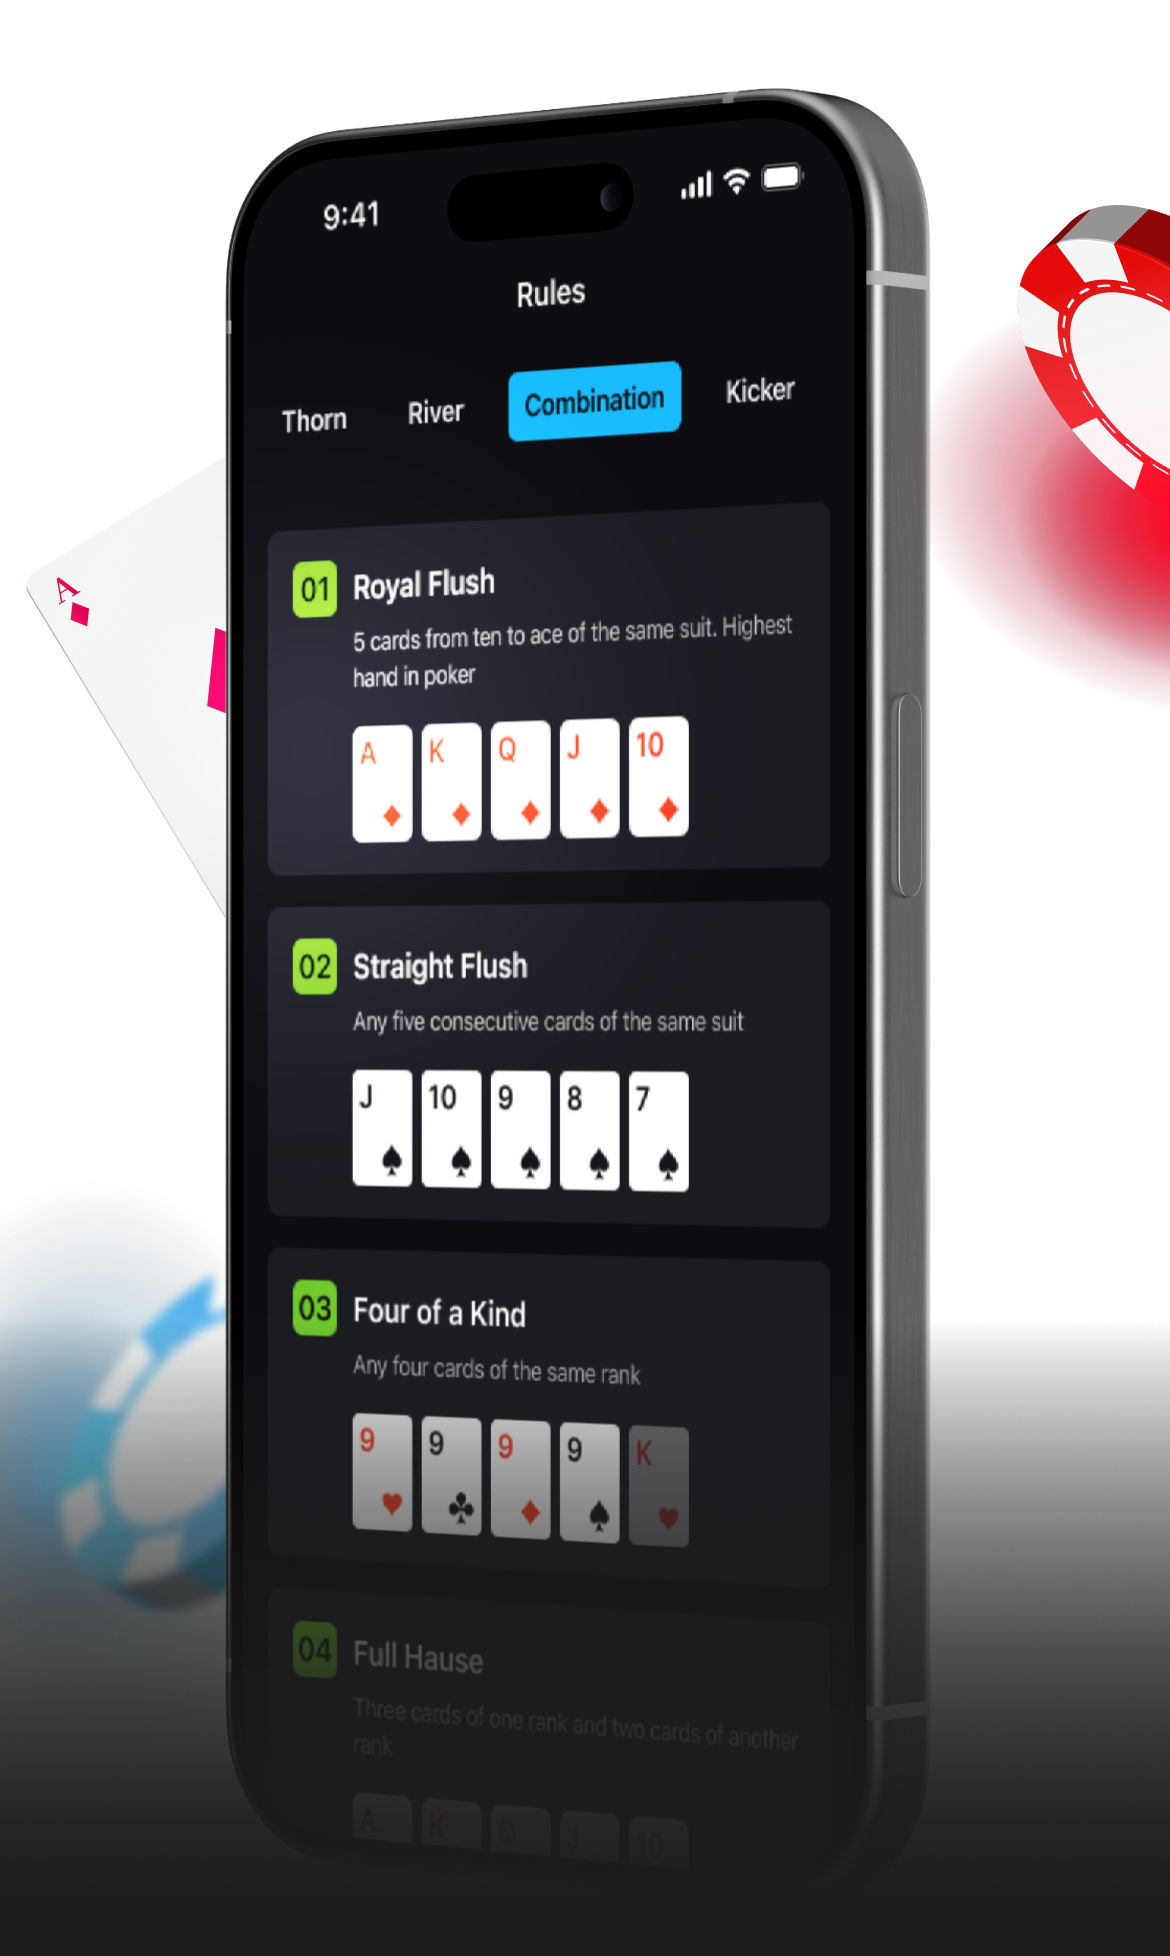 9:41
Rules
Thorn
River
Combination
Kicker
A
01
Royal Flush
5 cards from ten to ace of the same suit. Highest
hand in poker
A K Q J 10
02
Straight Flush
Any five consecutive cards of the same suit
J 10 9 8 7
03
Four of a Kind
Any four cards of the same rank
9 9 9 9 K
04
Full Hause
Three cards of one rank and two cards of another
rank
A K Q J 10